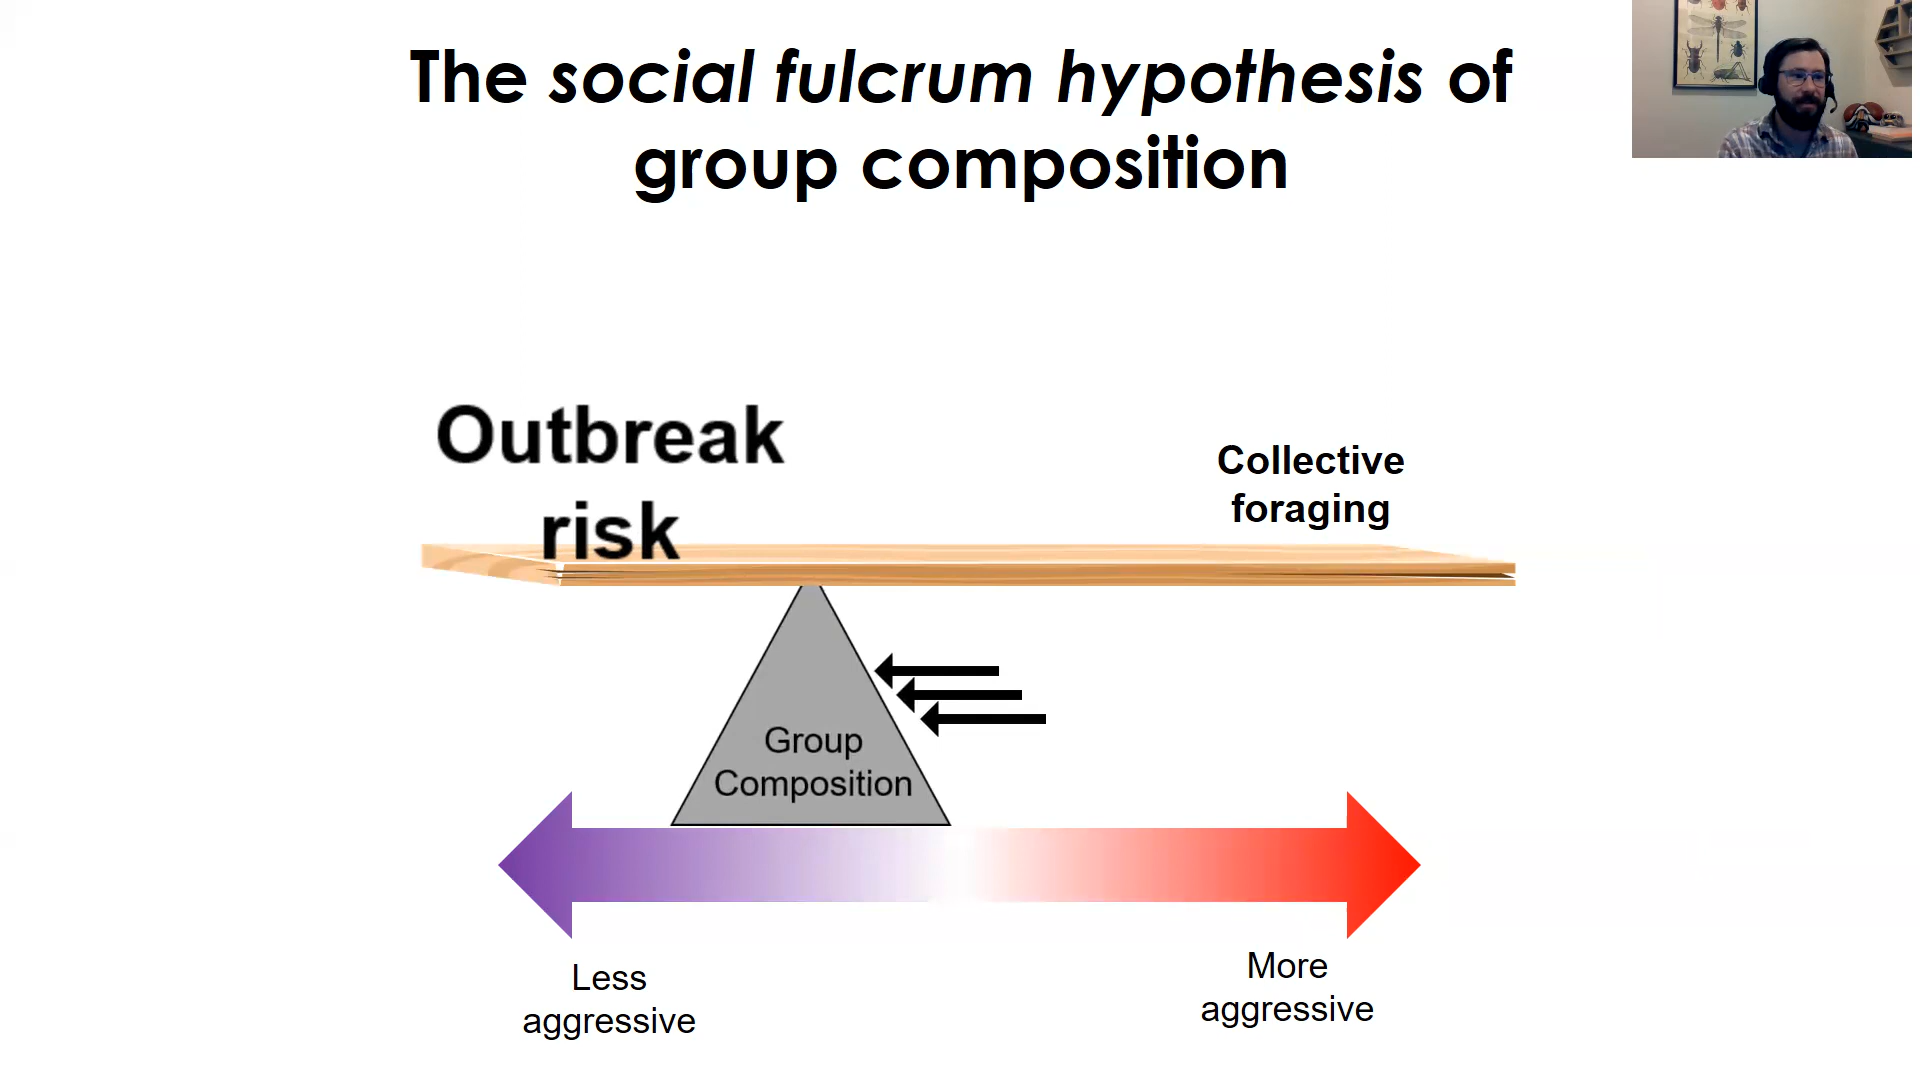 The social fulcrum hypothesis of
group composition
Outbreak
risk
Collective
foraging
Group
Composition
Less
aggressive
More
aggressive